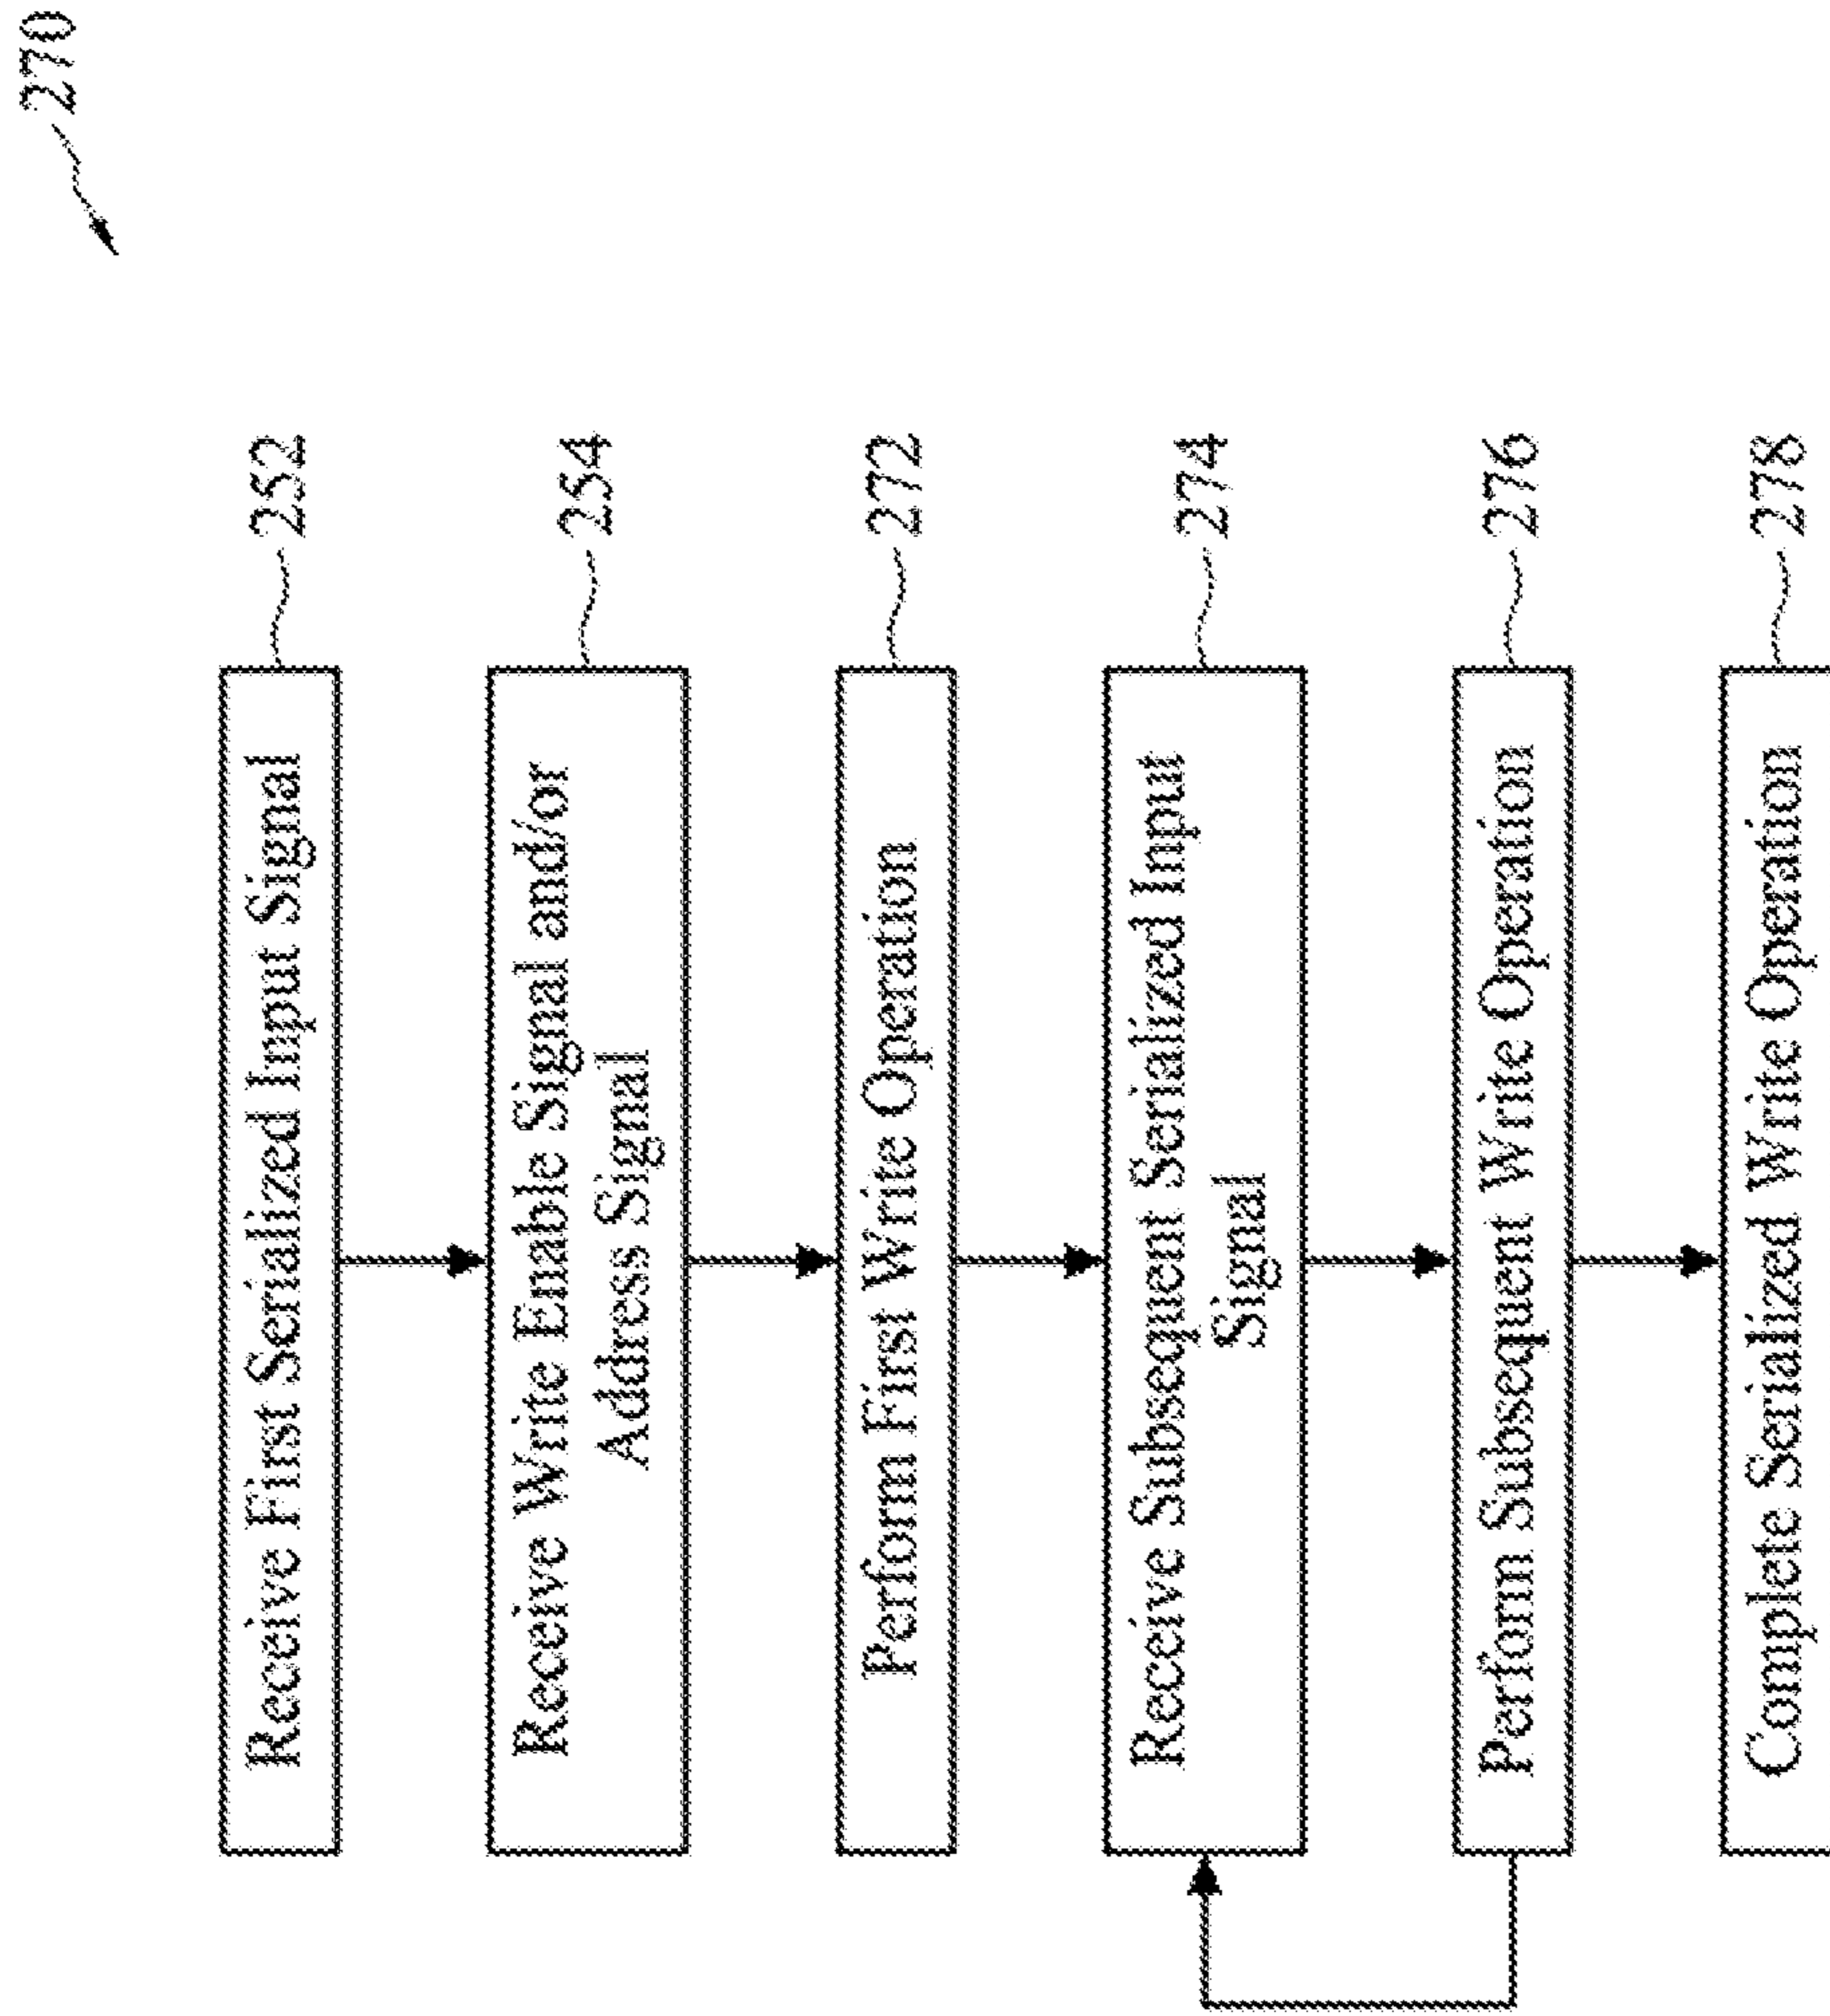 270
Receive First Serialized Input Signal
252
Receive Write Enable Signal and/or
Address Signal
254
Perform First Write Operation
272
Receive Subsequent Serialized Input
Signal
274
Perform Subsequent Write Operation
276
Complete Serialized Write Operation
278